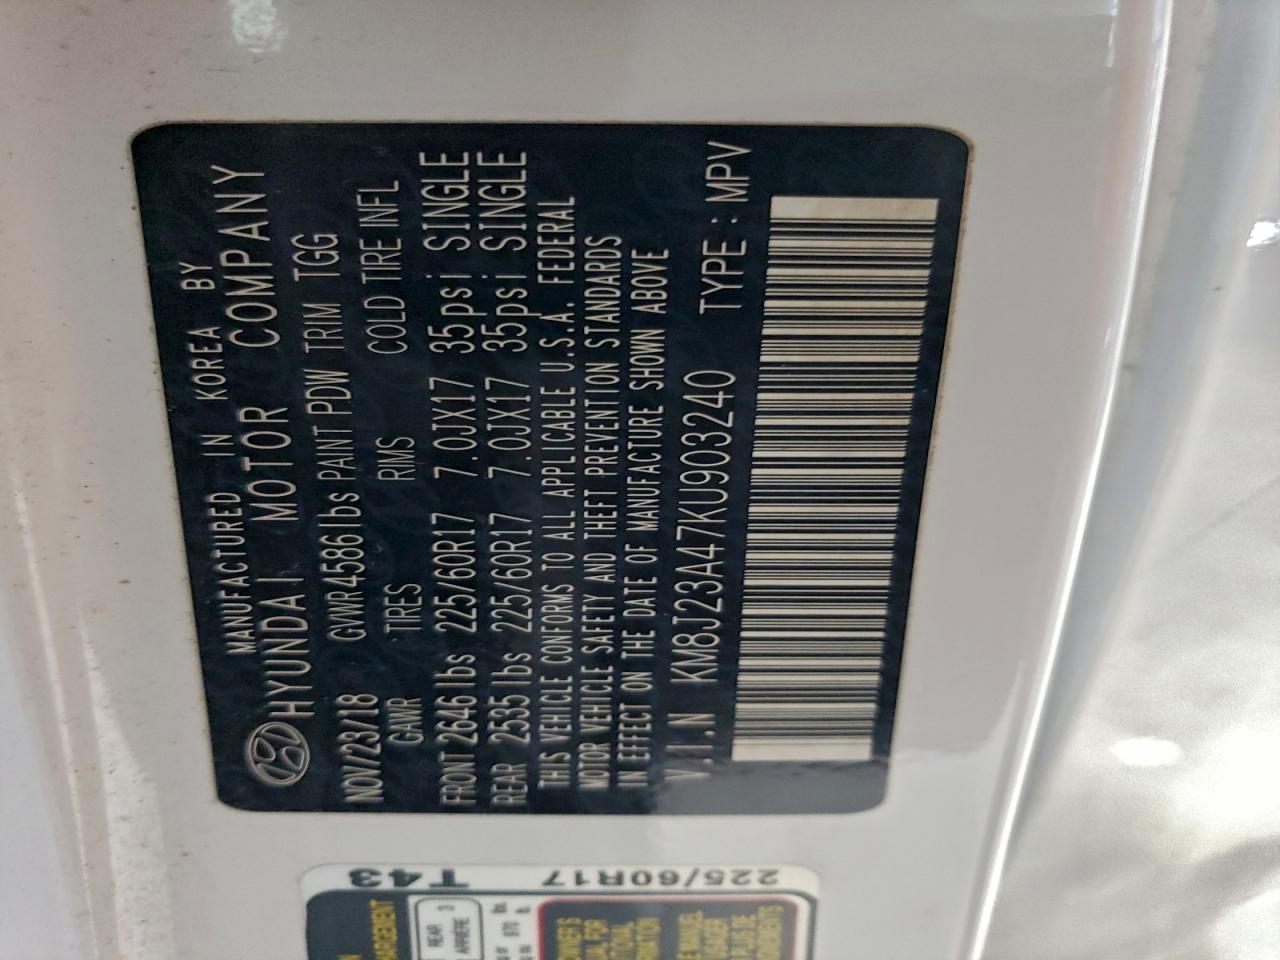 MANUFACTURED IN KOREA BY
HYUNDAI MOTOR COMPANY
NOV/23/18 GVWR 4586lbs PAINT PDW TRIM TGG
GAWR TIRES RIMS COLD TIRE INFL
FRONT 2646 lbs 225/60R17 7.0JX17 35psi SINGLE
REAR 2535 lbs 225/60R17 7.0JX17 35psi SINGLE
THIS VEHICLE CONFORMS TO ALL APPLICABLE U.S.A. FEDERAL
MOTOR VEHICLE SAFETY AND THEFT PREVENTION STANDARDS
IN EFFECT ON THE DATE OF MANUFACTURE SHOWN ABOVE
V.I.N KM8J23A47KU903240 TYPE : MPV
T43
225/60R17
REAR 3
ARRIERE